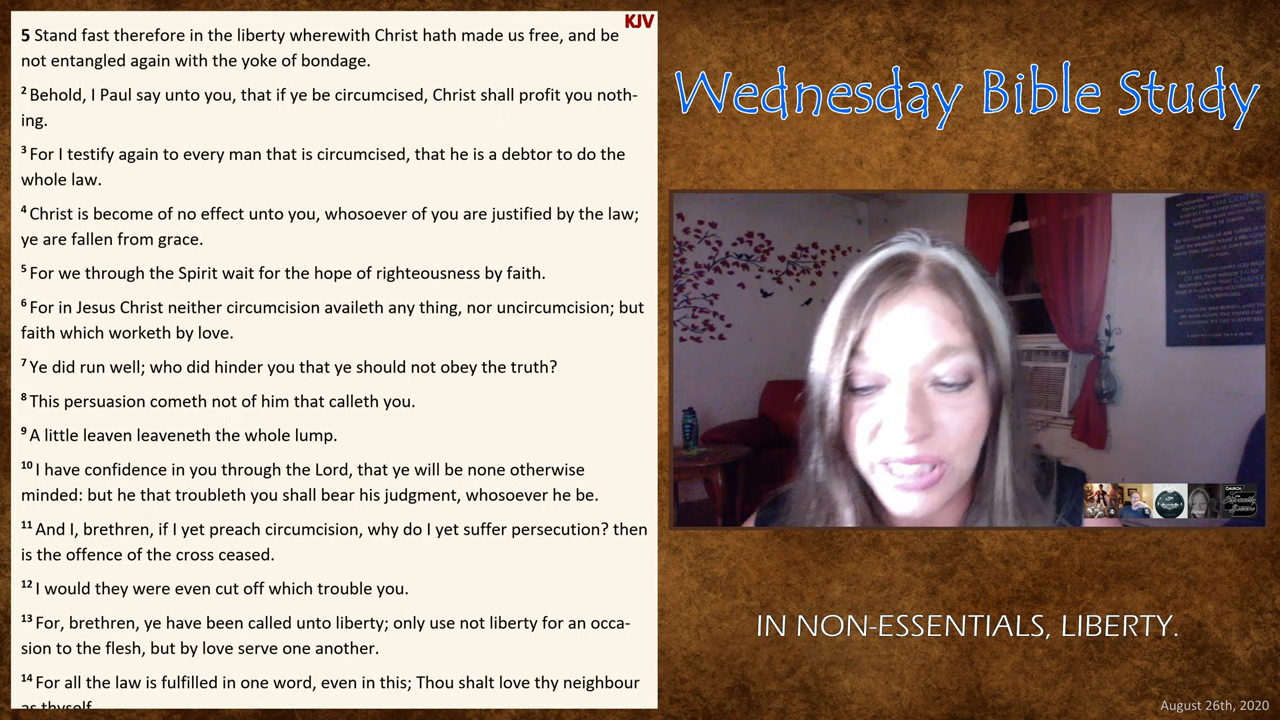 KJV
5 Stand fast therefore in the liberty wherewith Christ hath made us free, and be
not entangled again with the yoke of bondage.
2 Behold, I Paul say unto you, that if ye be circumcised, Christ shall profit you noth-
ing.
3 For I testify again to every man that is circumcised, that he is a debtor to do the
whole law.
4 Christ is become of no effect unto you, whosoever of you are justified by the law;
ye are fallen from grace.
5 For we through the Spirit wait for the hope of righteousness by faith.
6 For in Jesus Christ neither circumcision availeth any thing, nor uncircumcision; but
faith which worketh by love.
7 Ye did run well; who did hinder you that ye should not obey the truth?
8 This persuasion cometh not of him that calleth you.
9 A little leaven leaveneth the whole lump.
10 I have confidence in you through the Lord, that ye will be none otherwise
minded: but he that troubleth you shall bear his judgment, whosoever he be.
11 And I, brethren, if I yet preach circumcision, why do I yet suffer persecution? then
is the offence of the cross ceased.
12 I would they were even cut off which trouble you.
13 For, brethren, ye have been called unto liberty; only use not liberty for an occa-
sion to the flesh, but by love serve one another.
14 For all the law is fulfilled in one word, even in this; Thou shalt love thy neighbour
as thyself
Wednesday Bible Study
IN NON-ESSENTIALS, LIBERTY.
August 26th, 2020